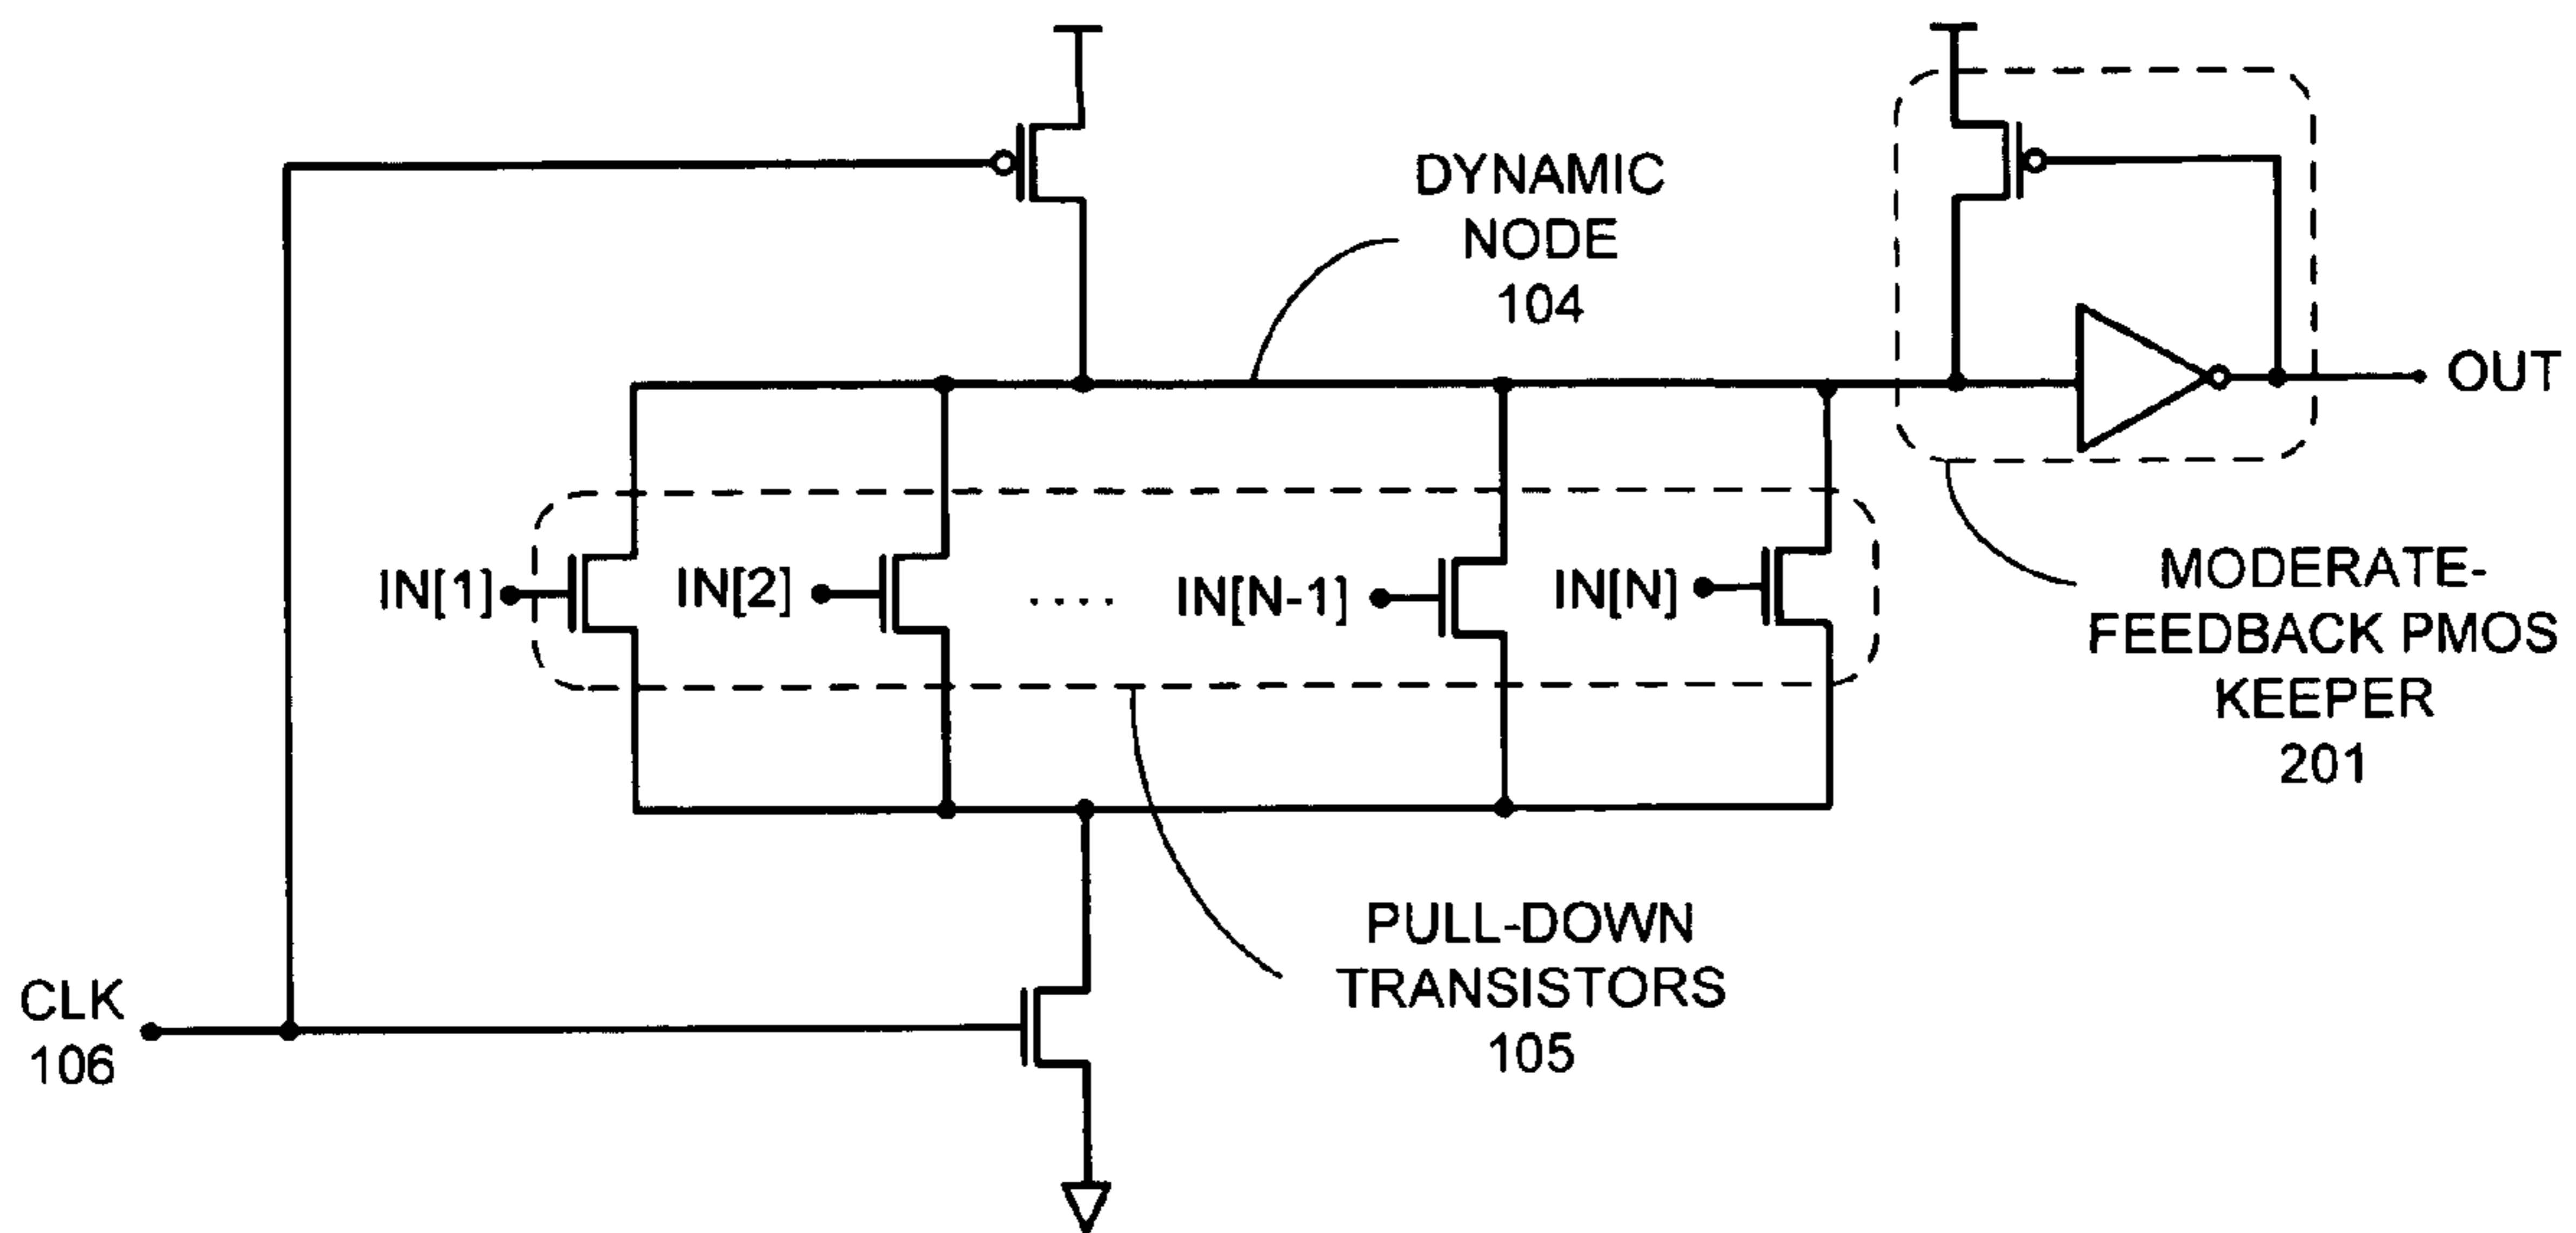 DYNAMIC
NODE
104
OUT
IN[1]
IN[2]
....
IN[N-1]
IN[N]
MODERATE-
FEEDBACK PMOS
KEEPER
201
PULL-DOWN
TRANSISTORS
105
CLK
106